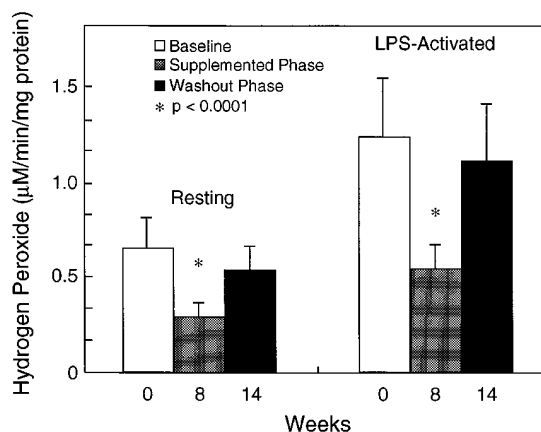 Hydrogen Peroxide (µM/min/mg protein)
1.5
1.0
0.5
0
Baseline
Supplemented Phase
Washout Phase
* p < 0.0001
LPS-Activated
Resting
*
*
0 8 14 0 8 14
Weeks